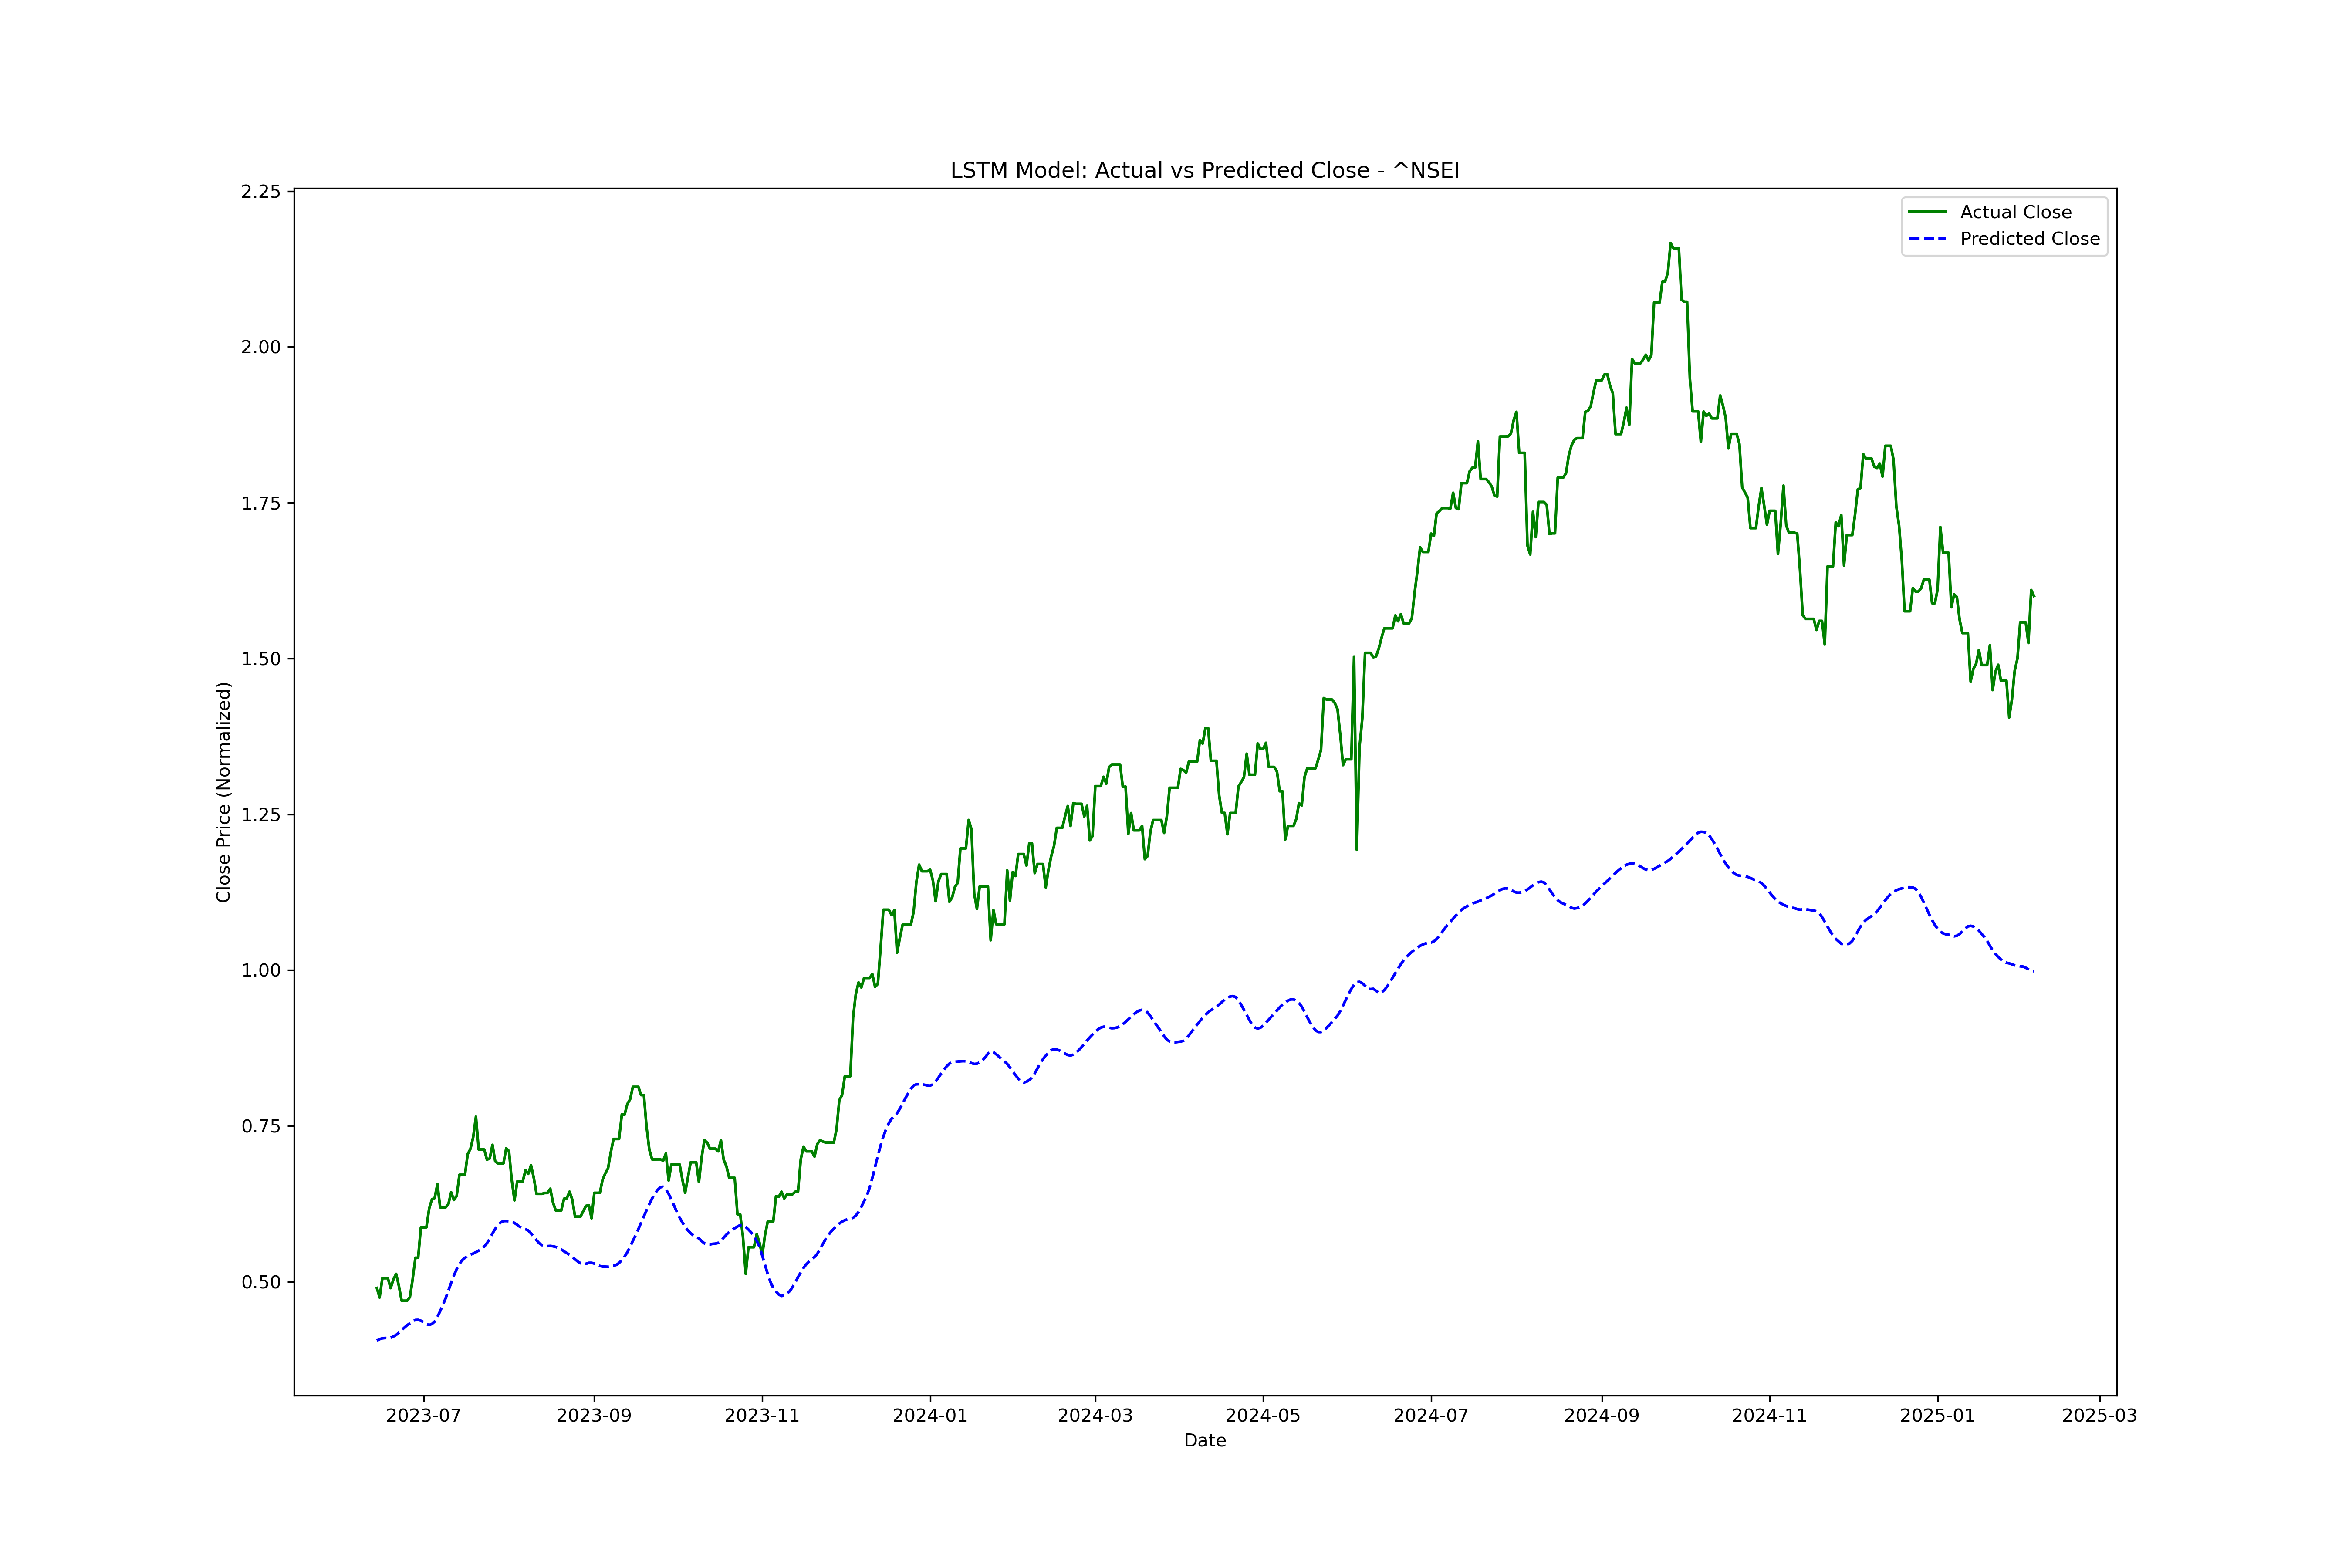 LSTM Model: Actual vs Predicted Close - ^NSEI
Actual Close
Predicted Close
Close Price (Normalized)
2.25
2.00
1.75
1.50
1.25
1.00
0.75
0.50
2023-07 2023-09 2023-11 2024-01 2024-03 2024-05 2024-07 2024-09 2024-11 2025-01 2025-03
Date